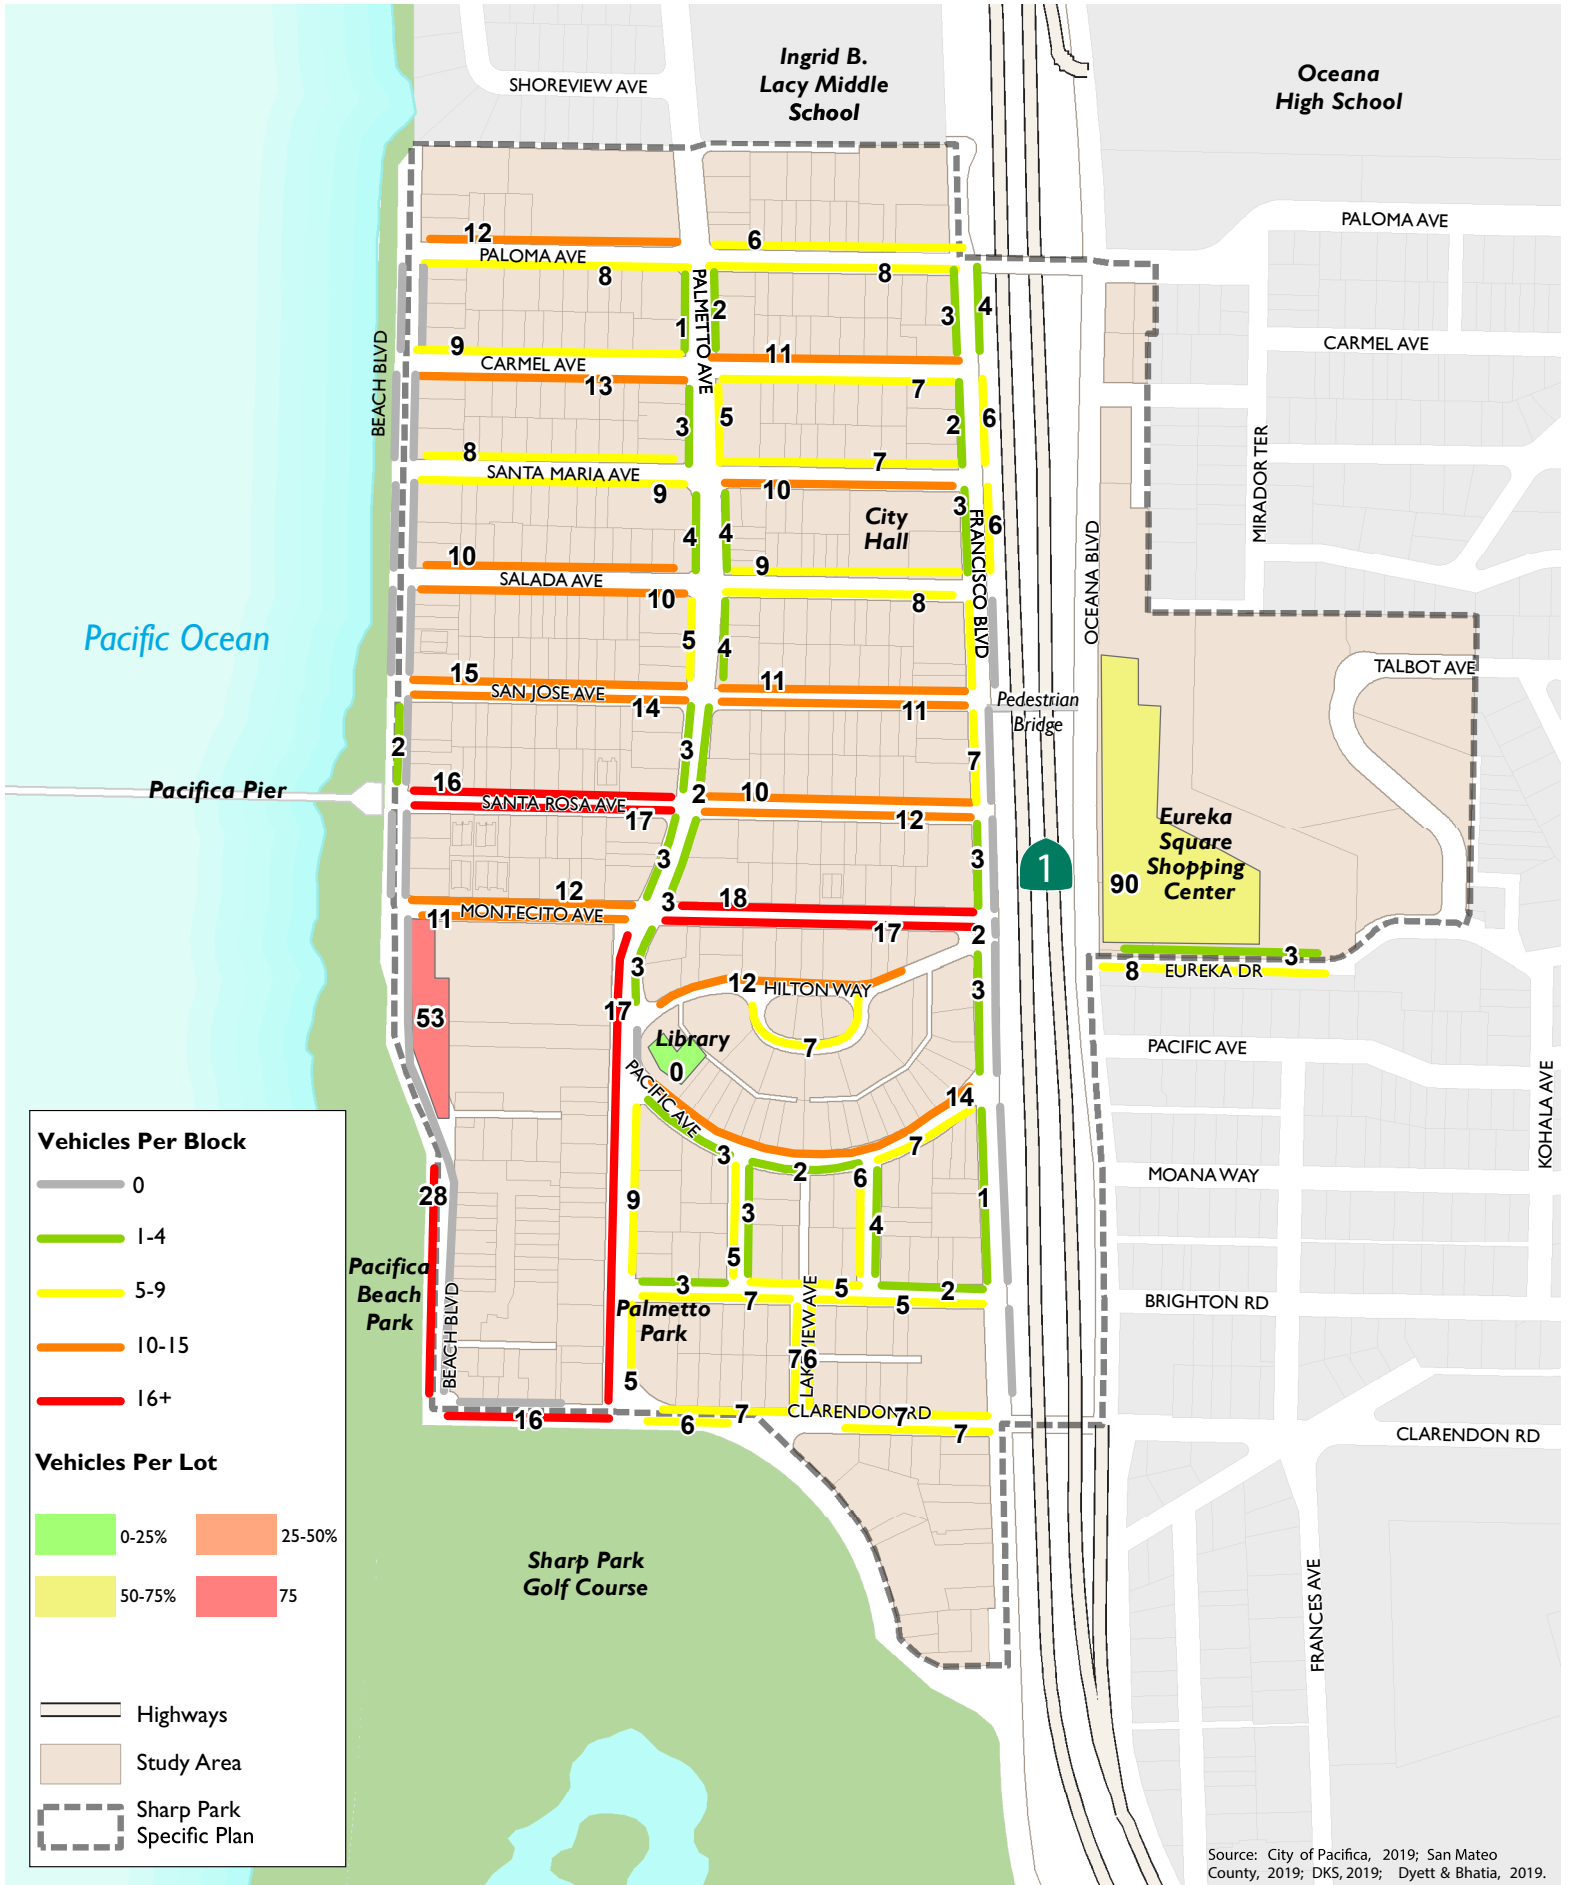 Ingrid B.
Lacy Middle
School
Oceana
High School
SHOREVIEW AVE
PALOMA AVE
12
6
PALOMA AVE
8
8
BEACH BLVD
PALMETTO AVE
1
2
3
4
9
11
CARMEL AVE
CARMEL AVE
13
7
3
5
2
6
8
7
SANTA MARIA AVE
9
10
MIRADOR TER
4
4
City
Hall
3
6
FRANCISCO BLVD
OCEANA BLVD
10
9
SALADA AVE
10
8
Pacific Ocean
5
4
TALBOT AVE
15
11
SAN JOSE AVE
14
11
Pedestrian
Bridge
2
3
7
Pacifica Pier
16
2
10
SANTA ROSA AVE
17
12
Eureka
Square
Shopping
Center
3
3
1
90
12
3
18
11
MONTECITO AVE
17
2
3
3
8
EUREKA DR
3
12
HILTON WAY
53
17
3
Library
0
7
PACIFIC AVE
PACIFIC AVE
KOHALA AVE
14
7
3
2
6
MOANA WAY
28
9
3
4
1
5
Pacifica
Beach
Park
BEACH BLVD
3
5
2
7
5
BRIGHTON RD
Palmetto
Park
LAKEVIEW AVE
76
5
16
7
CLARENDON RD
7
6
7
CLARENDON RD
Sharp Park
Golf Course
FRANCES AVE
Vehicles Per Block
0
1-4
5-9
10-15
16+
Vehicles Per Lot
0-25%
25-50%
50-75%
75
Highways
Study Area
Sharp Park
Specific Plan
Source: City of Pacifica, 2019; San Mateo
County, 2019; DKS, 2019; Dyett & Bhatia, 2019.